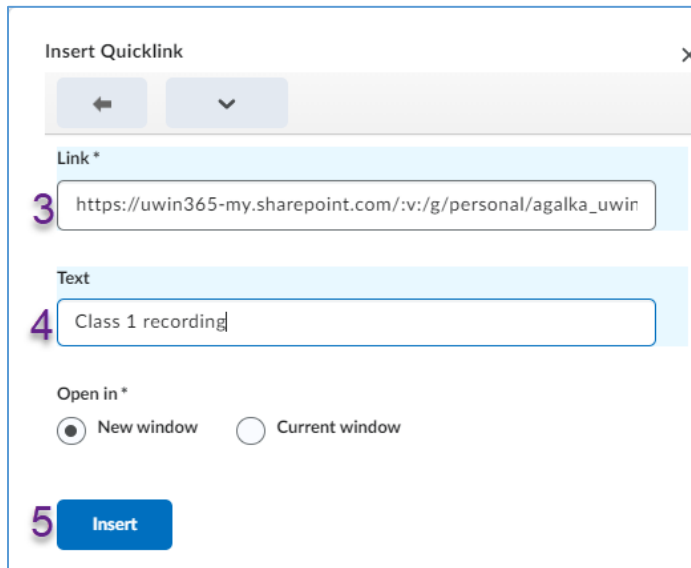 Insert Quicklink
Link *
3 https://uwin365-my.sharepoint.com/:v:/g/personal/agalka_uwin
Text
4 Class 1 recording
Open in *
New window Current window
5 Insert